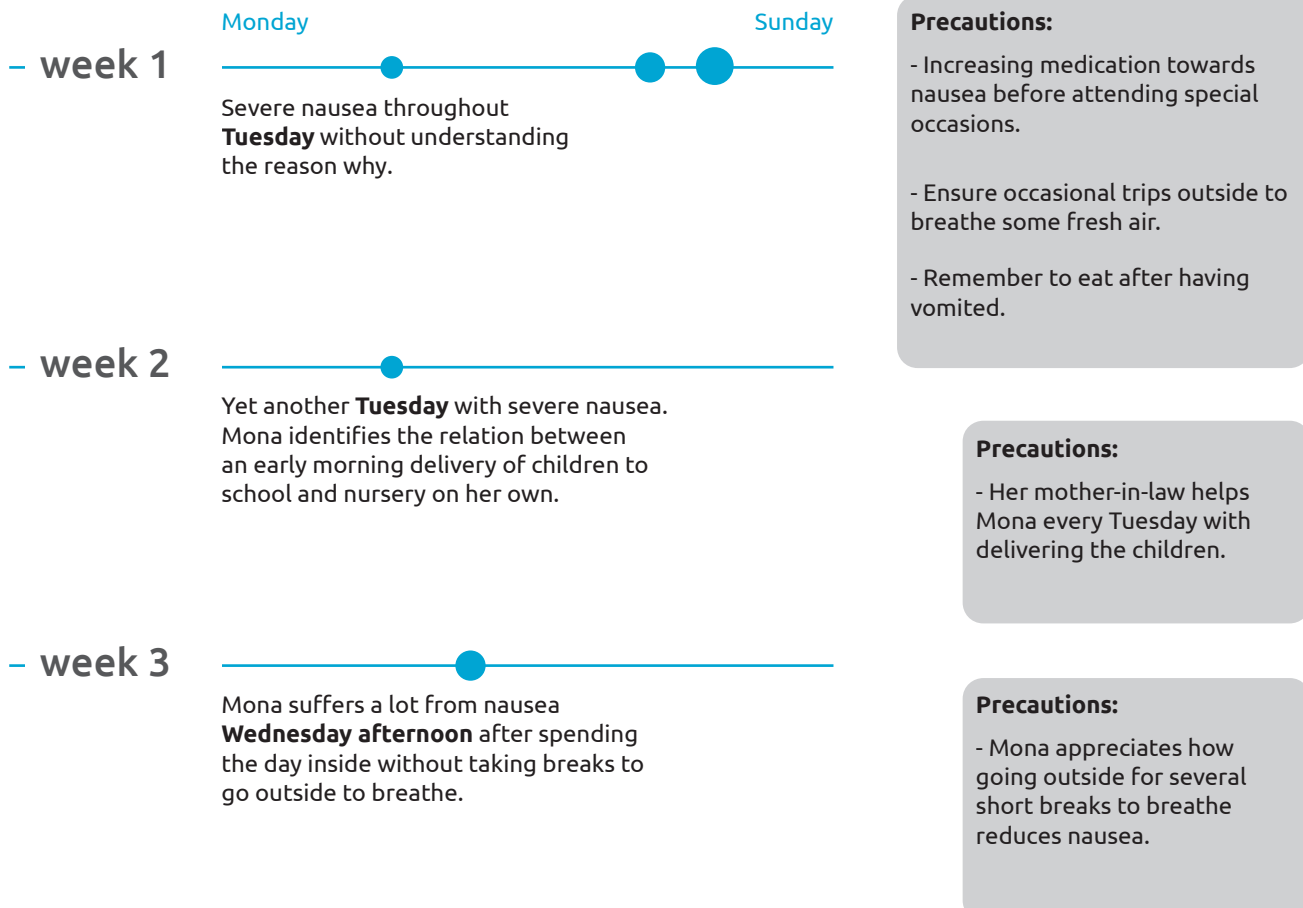 Monday
Sunday
– week 1
Severe nausea throughout
Tuesday without understanding
the reason why.
Precautions:
- Increasing medication towards
nausea before attending special
occasions.
- Ensure occasional trips outside to
breathe some fresh air.
- Remember to eat after having
vomited.
– week 2
Yet another Tuesday with severe nausea.
Mona identifies the relation between
an early morning delivery of children to
school and nursery on her own.
Precautions:
- Her mother-in-law helps
Mona every Tuesday with
delivering the children.
– week 3
Mona suffers a lot from nausea
Wednesday afternoon after spending
the day inside without taking breaks to
go outside to breathe.
Precautions:
- Mona appreciates how
going outside for several
short breaks to breathe
reduces nausea.